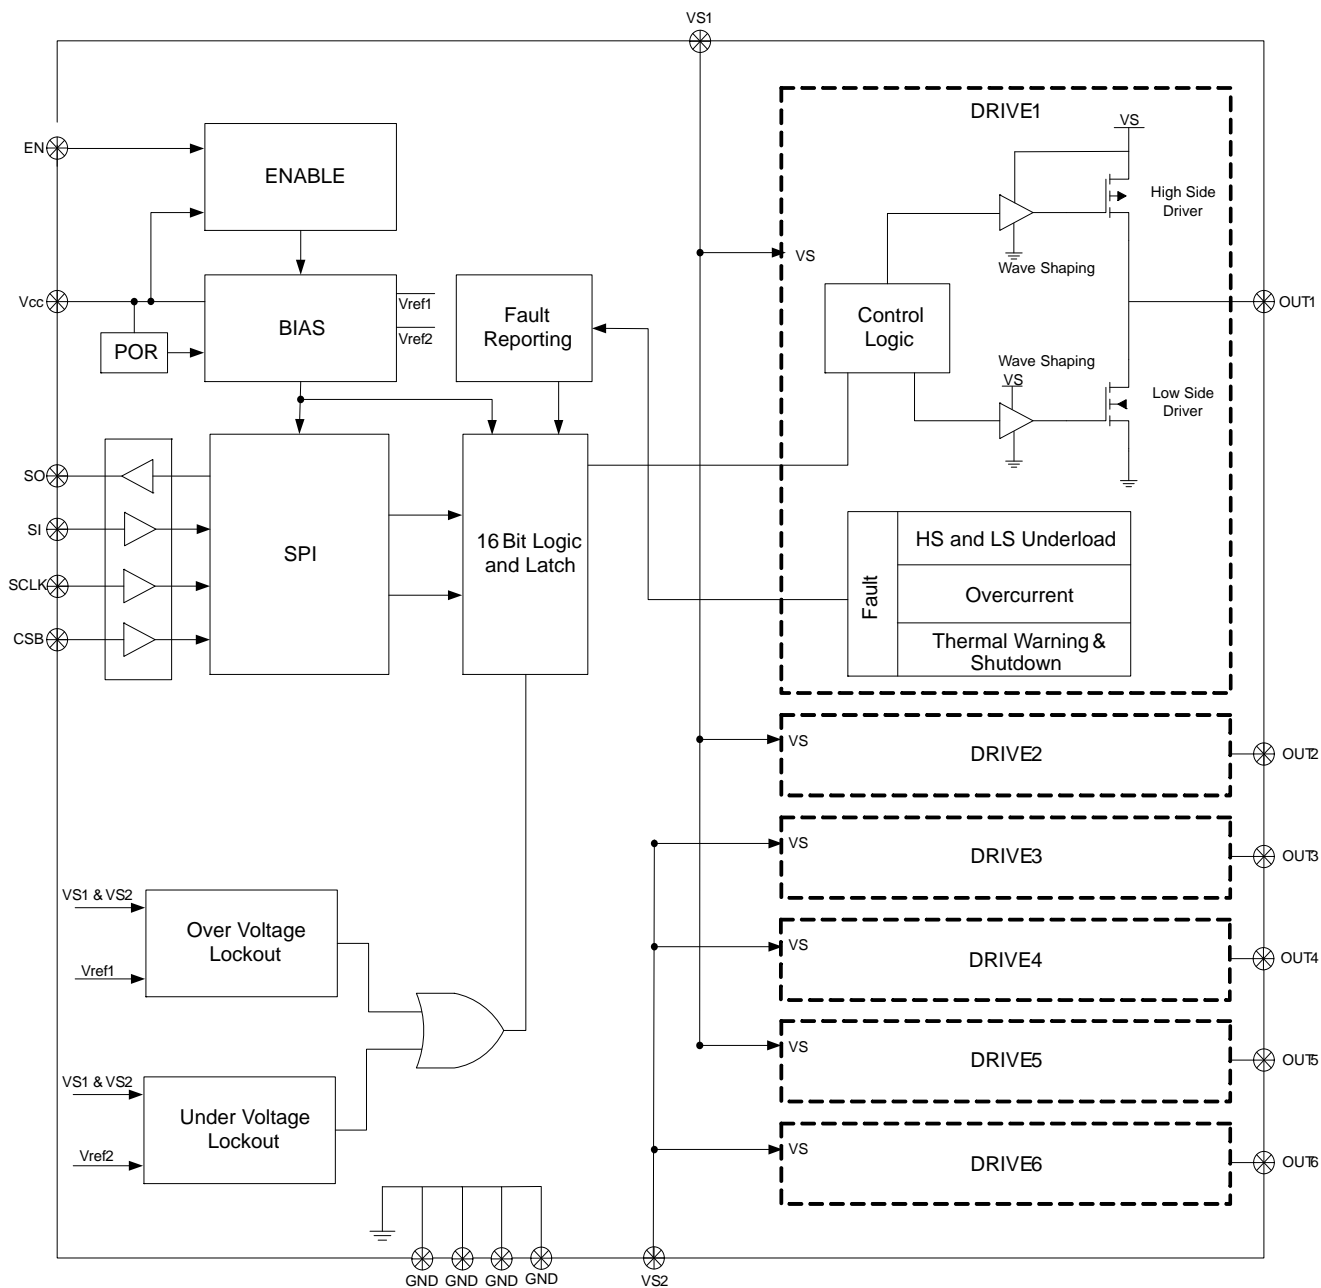 VS1
DRIVE1
VS
EN
ENABLE
High Side
Driver
VS
Wave Shaping
Vcc
Vref1
OUT1
BIAS
Fault
Reporting
Control
Logic
Vref2
POR
Wave Shaping
VS
Low Side
Driver
SO
SI
SPI
16 Bit Logic
and Latch
HS and LS Underload
SCLK
Fault
Overcurrent
CSB
Thermal Warning &
Shutdown
VS
DRIVE2
OUT2
VS
DRIVE3
OUT3
VS1 & VS2
Over Voltage
Lockout
Vref1
VS
DRIVE4
OUT4
VS
DRIVE5
OUT5
VS1 & VS2
Under Voltage
Lockout
Vref2
VS
DRIVE6
OUT6
GND
GND
GND
GND
VS2